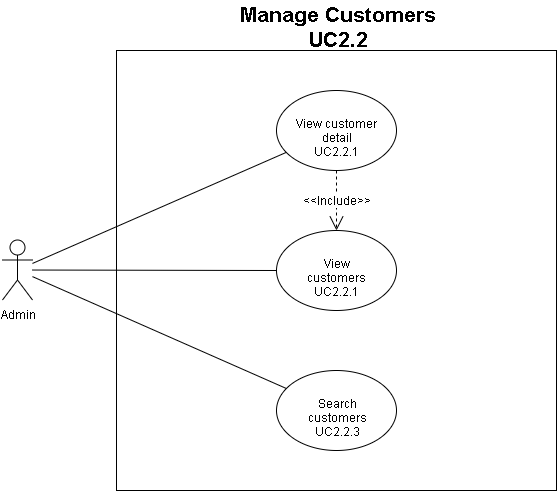 Manage Customers
UC2.2
View customer
detail
UC2.2.1
<<Include>>
View
customers
UC2.2.1
Admin
Search
customers
UC2.2.3